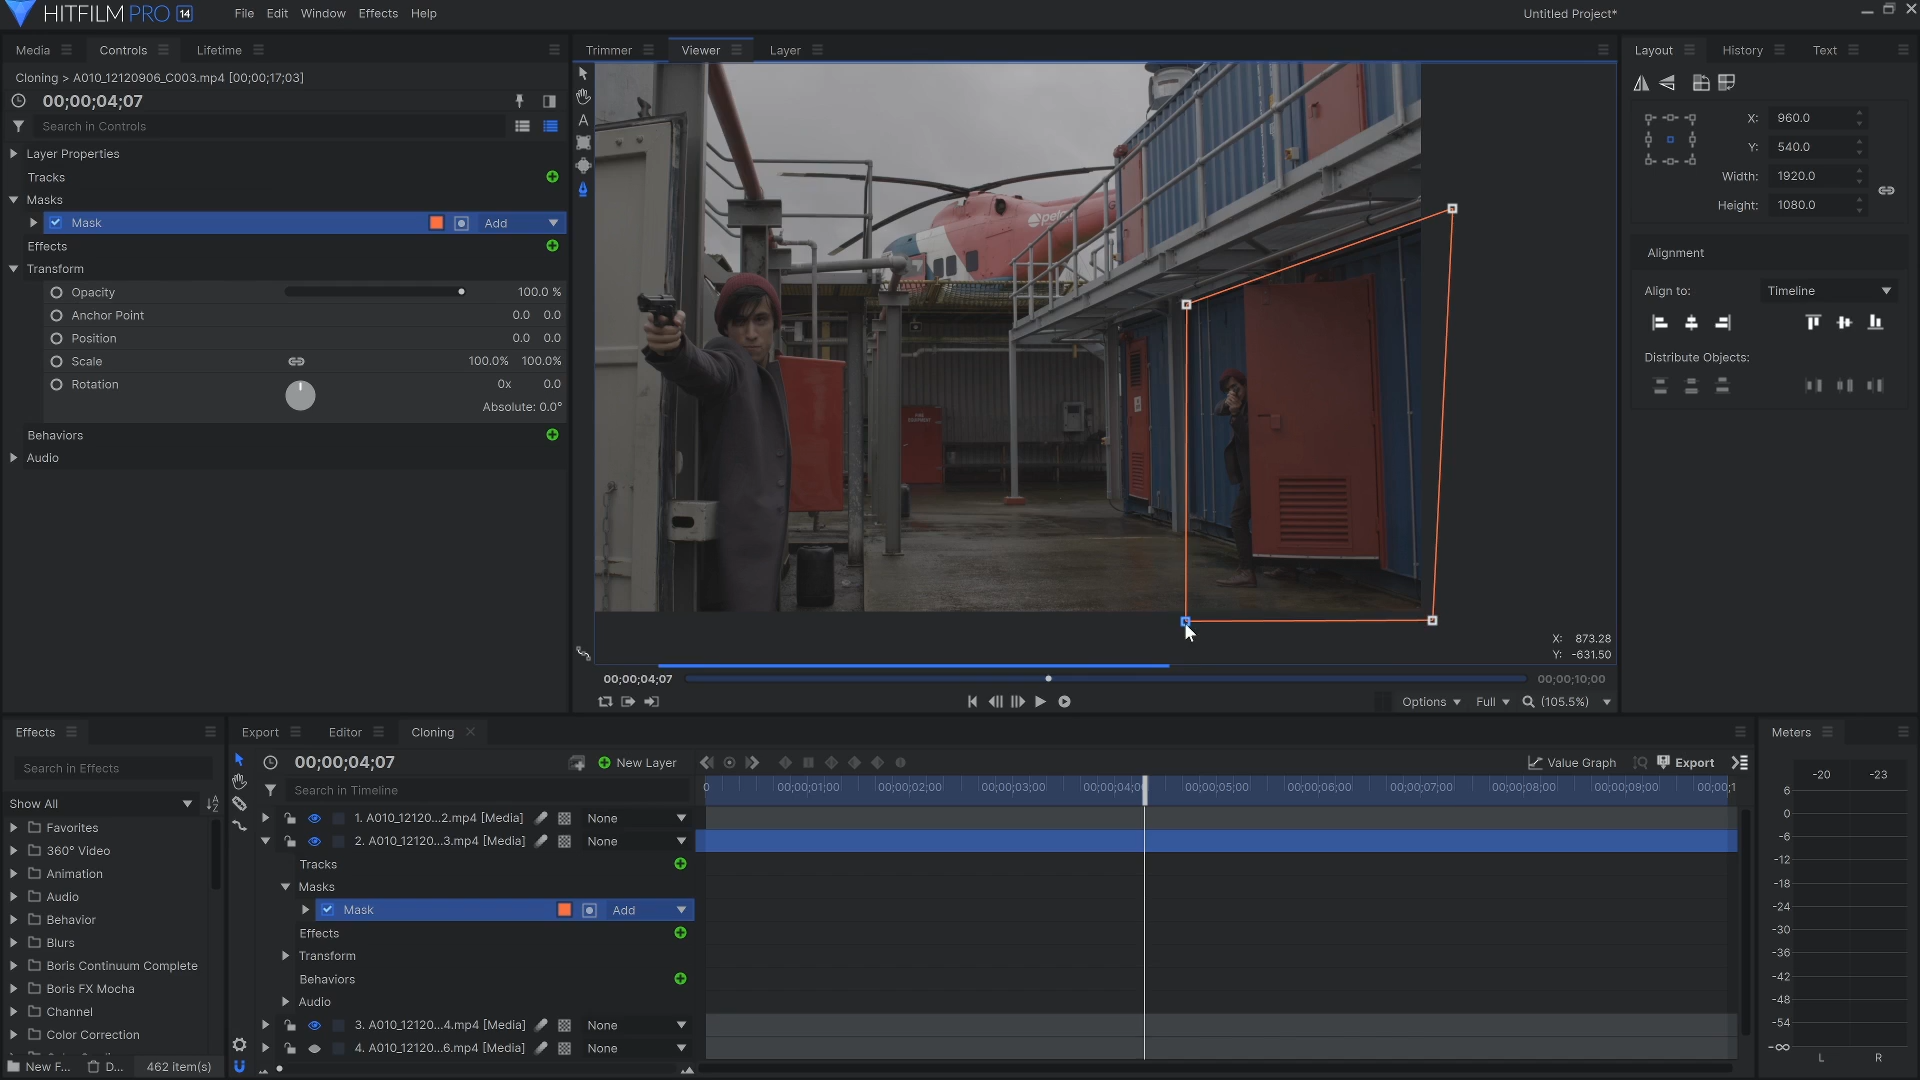 HITFILM PRO 14
File Edit Window Effects Help
Untitled Project*
Media Controls Lifetime
Cloning > A010_12120906_C003.mp4 [00;00;17;03]
00;00;04;07
Search in Controls
Layer Properties
Tracks
Masks
Mask Add
Effects
Transform
Opacity 100.0 %
Anchor Point 0.0 0.0
Position 0.0 0.0
Scale 100.0% 100.0%
Rotation 0x 0.0
Absolute: 0.0°
Behaviors
Audio
Trimmer Viewer Layer
A
FIRE
EQUIPMENT
X: 873.28
Y: -631.50
00;00;04;07
00;00;10;00
Options Full (105.5%)
Layout History Text
X: 960.0
Y: 540.0
Width: 1920.0
Height: 1080.0
Alignment
Align to: Timeline
Distribute Objects:
Effects
Search in Effects
Show All
Favorites
360° Video
Animation
Audio
Behavior
Blurs
Boris Continuum Complete
Boris FX Mocha
Channel
Color Correction
New F... D... 462 item(s)
Export Editor Cloning
00;00;04;07 New Layer Value Graph Export
Search in Timeline
0 00;00;01;00 00;00;02;00 00;00;03;00 00;00;04;00 00;00;05;00 00;00;06;00 00;00;07;00 00;00;08;00 00;00;09;00 00;00;1
1. A010_12120...2.mp4 [Media] None
2. A010_12120...3.mp4 [Media] None
Tracks
Masks
Mask Add
Effects
Transform
Behaviors
Audio
3. A010_12120...4.mp4 [Media] None
4. A010_12120...6.mp4 [Media] None
Meters
-20 -23
6
0
-6
-12
-18
-24
-30
-36
-42
-48
-54
-∞
L R